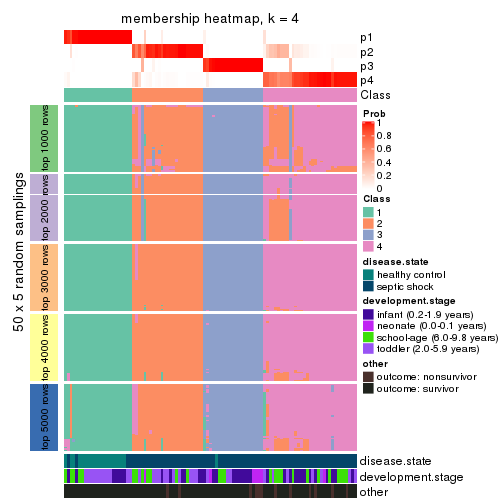 membership heatmap, k = 4
p1
p2
p3
p4
Class
50 x 5 random samplings
top 1000 rows
top 2000 rows
top 3000 rows
top 4000 rows
top 5000 rows
Prob
1
0.8
0.6
0.4
0.2
0
Class
1
2
3
4
disease.state
healthy control
septic shock
development.stage
infant (0.2-1.9 years)
neonate (0.0-0.1 years)
school-age (6.0-9.8 years)
toddler (2.0-5.9 years)
other
outcome: nonsurvivor
outcome: survivor
disease.state
development.stage
other